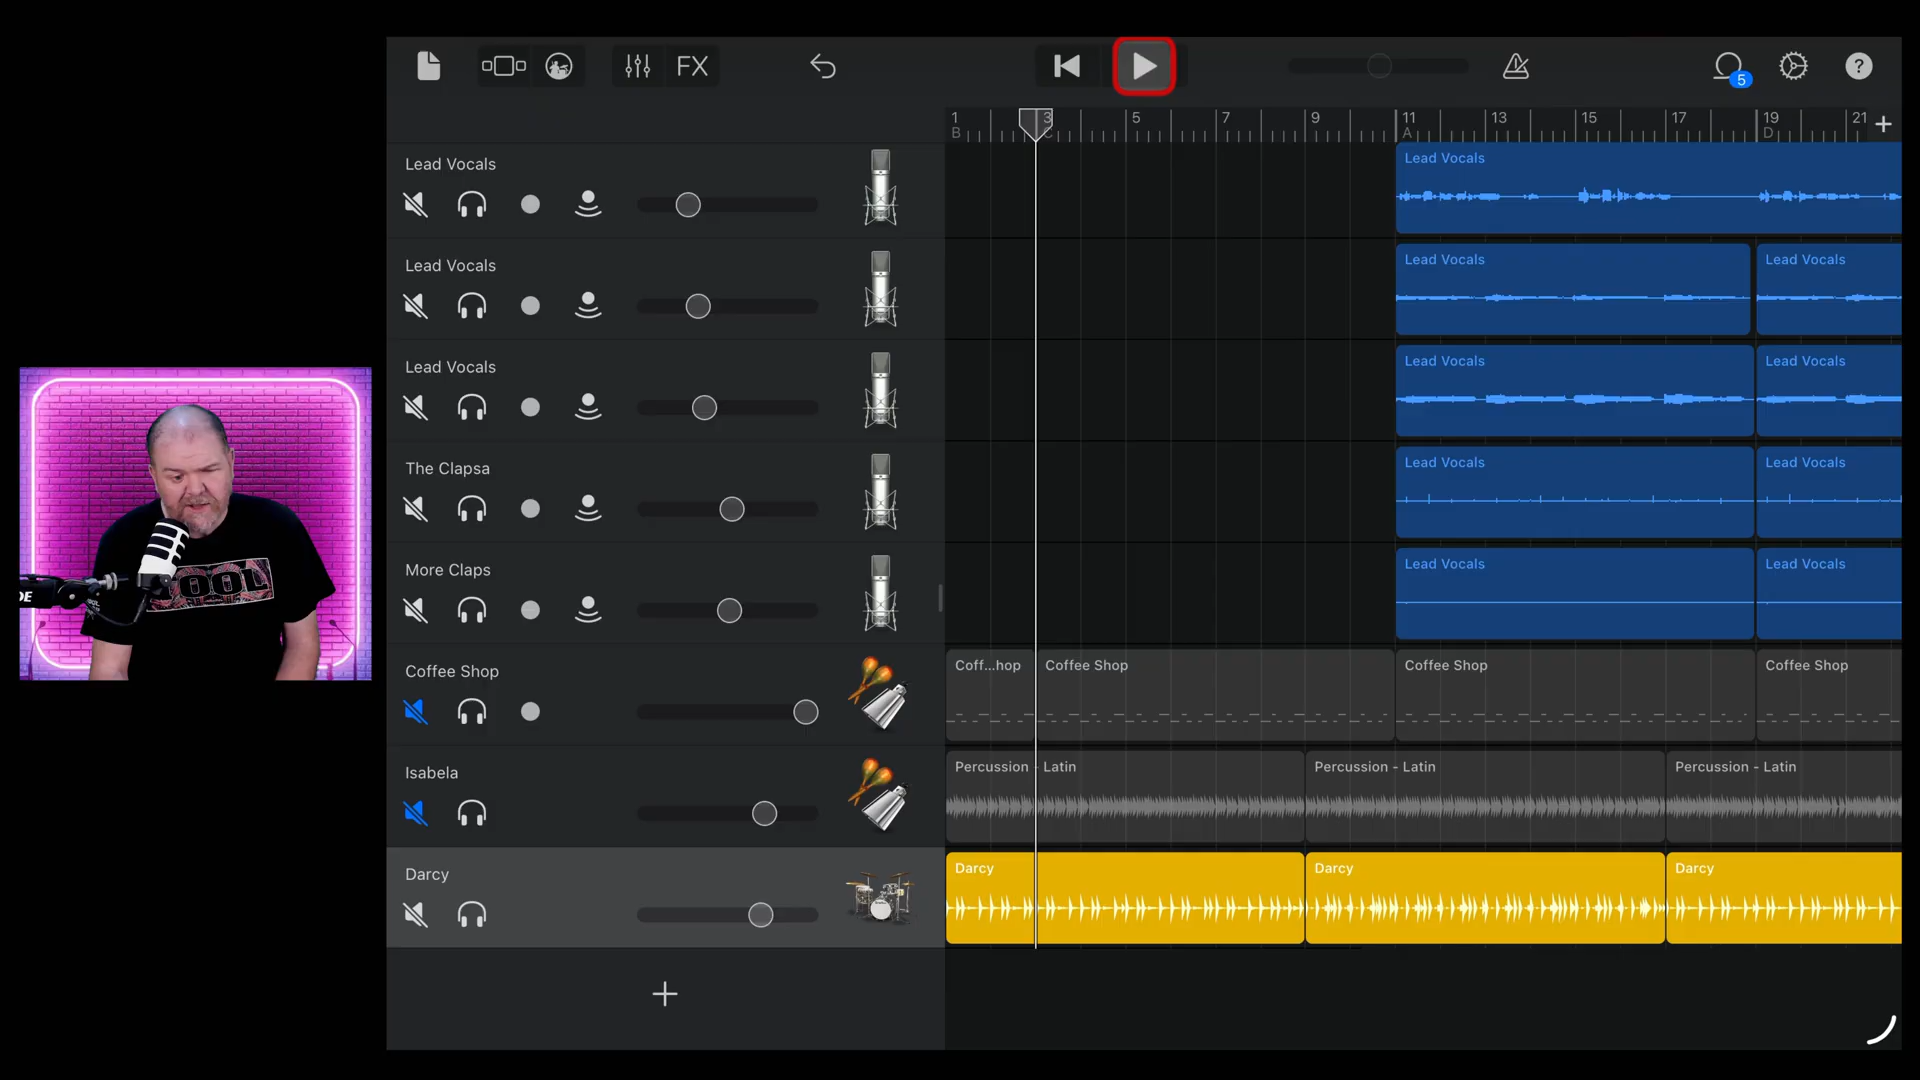 FX
5
?
1 3 5 7 9 11 13 15 17 19 21
B C A D
Lead Vocals
Lead Vocals
Lead Vocals
Lead Vocals
Lead Vocals
Lead Vocals
Lead Vocals
Lead Vocals
The Clapsa
Lead Vocals
Lead Vocals
More Claps
Lead Vocals
Lead Vocals
Coffee Shop
Coff...hop
Coffee Shop
Coffee Shop
Coffee Shop
Isabela
Percussion - Latin
Percussion - Latin
Percussion - Latin
Darcy
Darcy
Darcy
Darcy
TOOL
DE